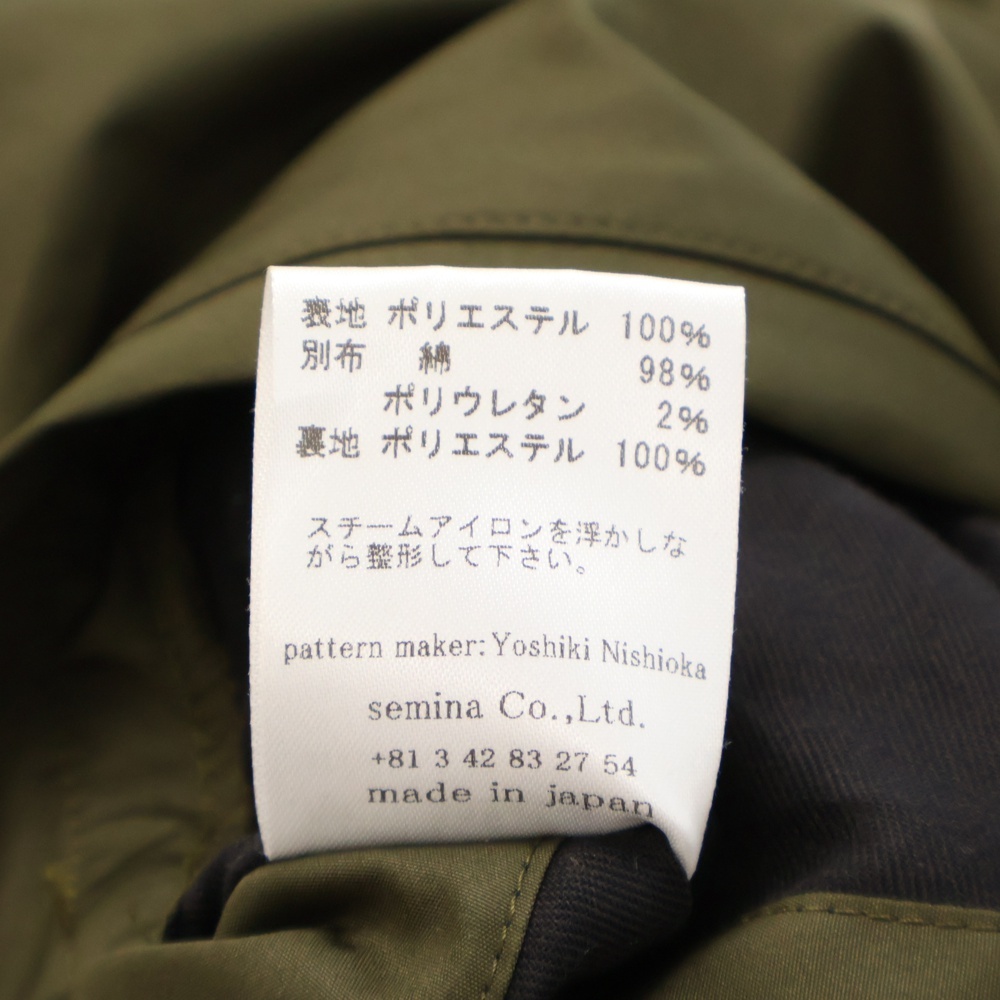 裏地 ポリエステル 100%
別布 綿 98%
ポリウレタン 2%
裏地 ポリエステル 100%
スチームアイロンを浮かしな
がら整形して下さい。
pattern maker:Yoshiki Nishioka
semina Co.,Ltd.
+81 3 42 83 27 54
made in japan